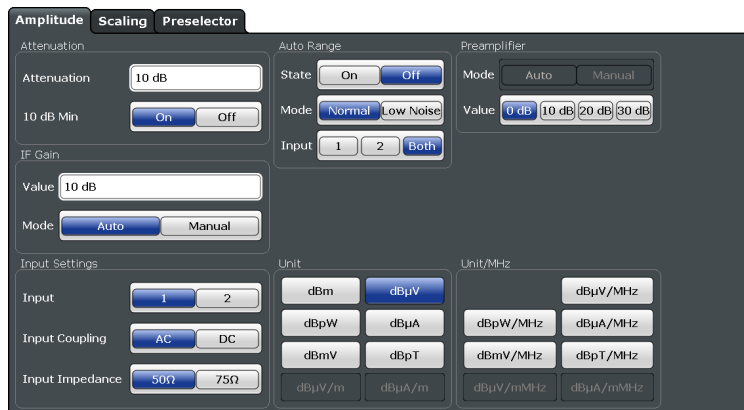 Amplitude Scaling Preselector
Attenuation
Attenuation 10 dB
10 dB Min On Off
IF Gain
Value 10 dB
Mode Auto Manual
Input Settings
Input 1 2
Input Coupling AC DC
Input Impedance 50Ω 75Ω
Auto Range
State On Off
Mode Normal Low Noise
Input 1 2 Both
Preamplifier
Mode Auto Manual
Value 0 dB 10 dB 20 dB 30 dB
Unit
dBm dBµV
dBpW dBµA
dBmV dBpT
dBµV/m dBµA/m
Unit/MHz
dBµV/MHz
dBpW/MHz dBµA/MHz
dBmV/MHz dBpT/MHz
dBµV/mMHz dBµA/mMHz